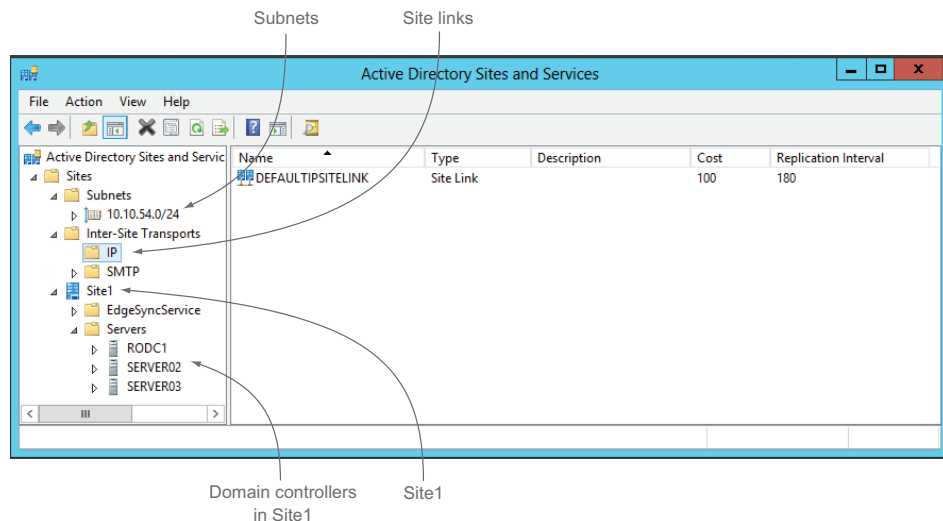 Subnets
Site links
Active Directory Sites and Services
File Action View Help
Active Directory Sites and Servic
Name Type Description Cost Replication Interval
Sites
DEFAULTIPSITELINK Site Link 100 180
Subnets
10.10.54.0/24
Inter-Site Transports
IP
SMTP
Site1
EdgeSyncService
Servers
RODC1
SERVER02
SERVER03
Domain controllers
in Site1
Site1